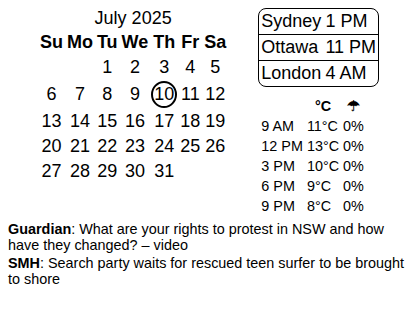 July 2025
Su Mo Tu We Th Fr Sa
1 2 3 4 5
6 7 8 9 10 11 12
13 14 15 16 17 18 19
20 21 22 23 24 25 26
27 28 29 30 31
Sydney 1 PM
Ottawa 11 PM
London 4 AM
°C ☂
9 AM 11°C 0%
12 PM 13°C 0%
3 PM 10°C 0%
6 PM 9°C 0%
9 PM 8°C 0%
Guardian: What are your rights to protest in NSW and how
have they changed? – video
SMH: Search party waits for rescued teen surfer to be brought
to shore